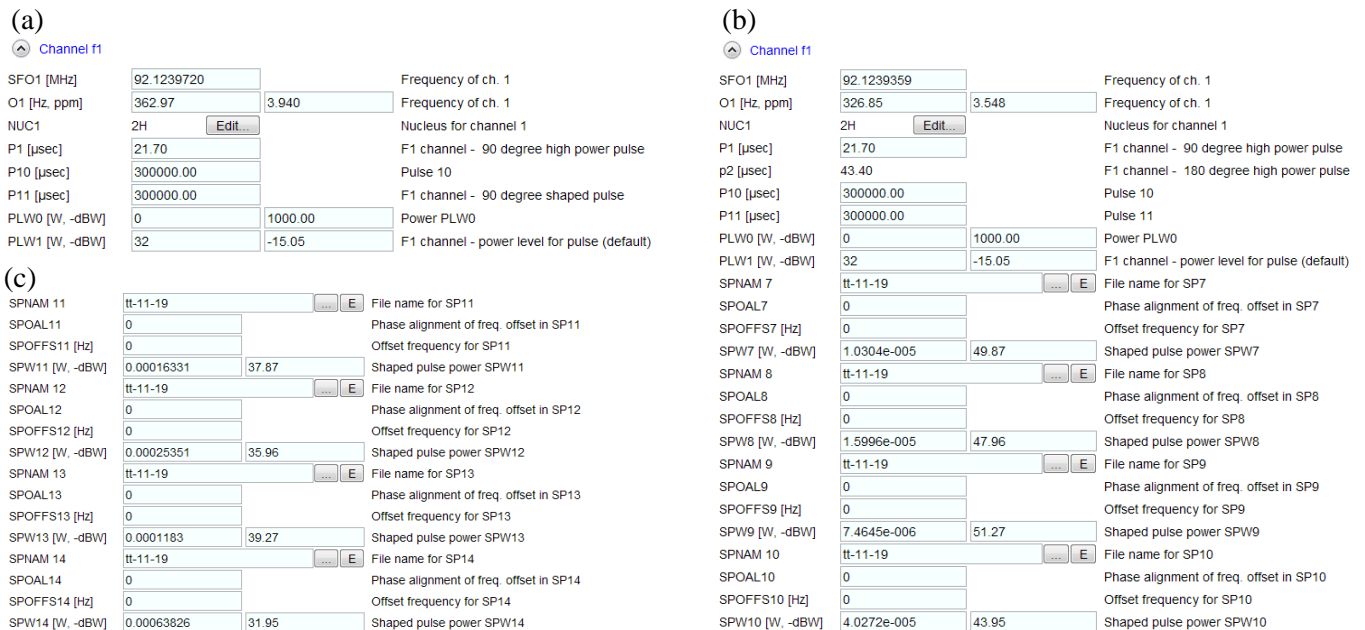 (a)
Channel f1
SFO1 [MHz] 92.1239720 Frequency of ch. 1
O1 [Hz, ppm] 362.97 3.940 Frequency of ch. 1
NUC1 2H Edit... Nucleus for channel 1
P1 [µsec] 21.70 F1 channel - 90 degree high power pulse
P10 [µsec] 300000.00 Pulse 10
P11 [µsec] 300000.00 F1 channel - 90 degree shaped pulse
PLW0 [W, -dBW] 0 1000.00 Power PLW0
PLW1 [W, -dBW] 32 -15.05 F1 channel - power level for pulse (default)
(c)
SPNAM 11 tt-11-19 ... E File name for SP11
SPOAL11 0 Phase alignment of freq. offset in SP11
SPOFFS11 [Hz] 0 Offset frequency for SP11
SPW11 [W, -dBW] 0.00016331 37.87 Shaped pulse power SPW11
SPNAM 12 tt-11-19 ... E File name for SP12
SPOAL12 0 Phase alignment of freq. offset in SP12
SPOFFS12 [Hz] 0 Offset frequency for SP12
SPW12 [W, -dBW] 0.00025351 35.96 Shaped pulse power SPW12
SPNAM 13 tt-11-19 ... E File name for SP13
SPOAL13 0 Phase alignment of freq. offset in SP13
SPOFFS13 [Hz] 0 Offset frequency for SP13
SPW13 [W, -dBW] 0.0001183 39.27 Shaped pulse power SPW13
SPNAM 14 tt-11-19 ... E File name for SP14
SPOAL14 0 Phase alignment of freq. offset in SP14
SPOFFS14 [Hz] 0 Offset frequency for SP14
SPW14 [W, -dBW] 0.00063826 31.95 Shaped pulse power SPW14
(b)
Channel f1
SFO1 [MHz] 92.1239359 Frequency of ch. 1
O1 [Hz, ppm] 326.85 3.548 Frequency of ch. 1
NUC1 2H Edit... Nucleus for channel 1
P1 [µsec] 21.70 F1 channel - 90 degree high power pulse
p2 [µsec] 43.40 F1 channel - 180 degree high power pulse
P10 [µsec] 300000.00 Pulse 10
P11 [µsec] 300000.00 Pulse 11
PLW0 [W, -dBW] 0 1000.00 Power PLW0
PLW1 [W, -dBW] 32 -15.05 F1 channel - power level for pulse (default)
SPNAM 7 tt-11-19 ... E File name for SP7
SPOAL7 0 Phase alignment of freq. offset in SP7
SPOFFS7 [Hz] 0 Offset frequency for SP7
SPW7 [W, -dBW] 1.0304e-005 49.87 Shaped pulse power SPW7
SPNAM 8 tt-11-19 ... E File name for SP8
SPOAL8 0 Phase alignment of freq. offset in SP8
SPOFFS8 [Hz] 0 Offset frequency for SP8
SPW8 [W, -dBW] 1.5996e-005 47.96 Shaped pulse power SPW8
SPNAM 9 tt-11-19 ... E File name for SP9
SPOAL9 0 Phase alignment of freq. offset in SP9
SPOFFS9 [Hz] 0 Offset frequency for SP9
SPW9 [W, -dBW] 7.4645e-006 51.27 Shaped pulse power SPW9
SPNAM 10 tt-11-19 ... E File name for SP10
SPOAL10 0 Phase alignment of freq. offset in SP10
SPOFFS10 [Hz] 0 Offset frequency for SP10
SPW10 [W, -dBW] 4.0272e-005 43.95 Shaped pulse power SPW10